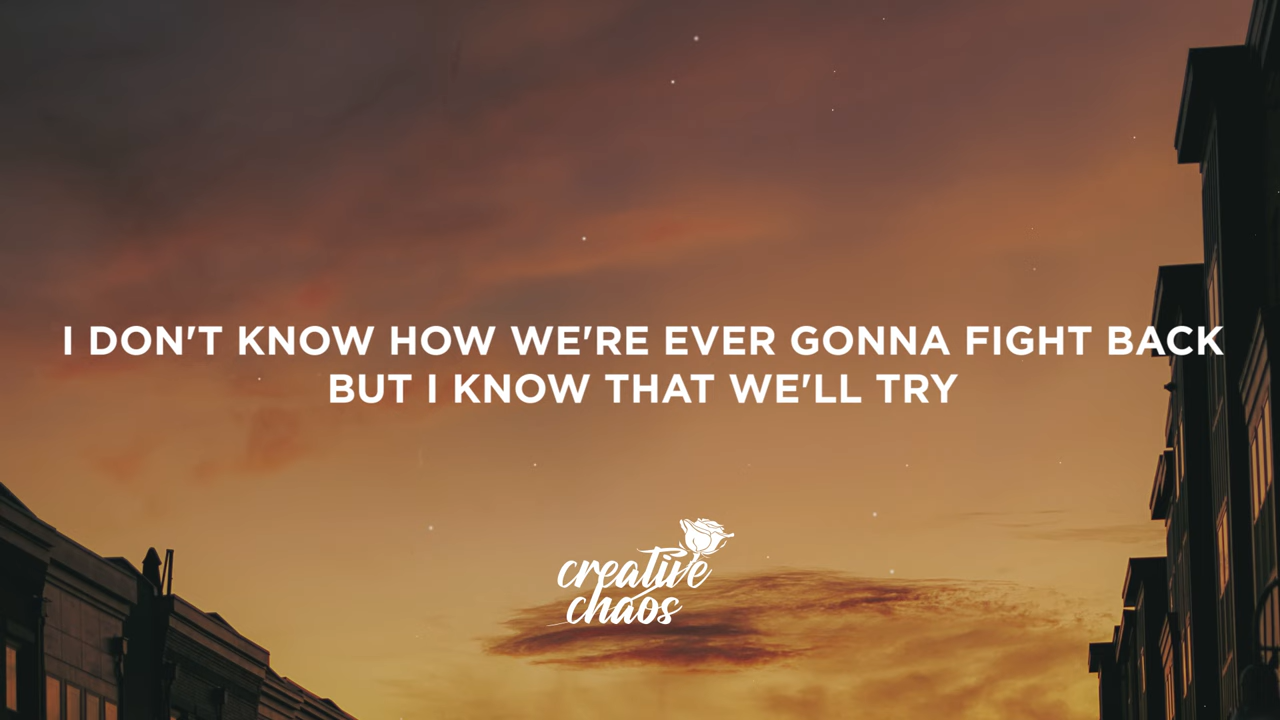 I DON'T KNOW HOW WE'RE EVER GONNA FIGHT BACK
BUT I KNOW THAT WE'LL TRY
creative
chaos